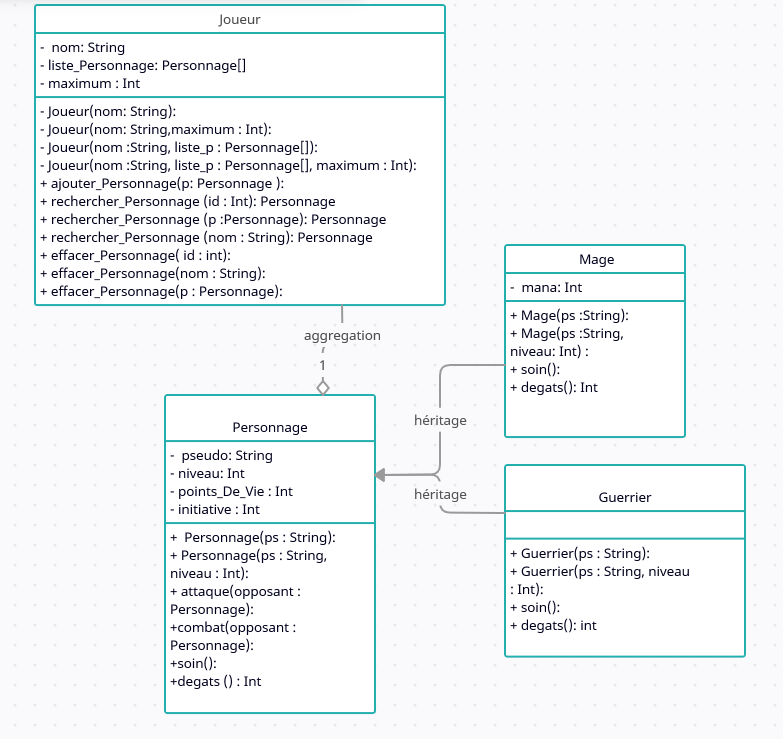 Joueur
- nom: String
- liste_Personnage: Personnage[]
- maximum : Int
- Joueur(nom: String):
- Joueur(nom: String,maximum : Int):
- Joueur(nom :String, liste_p : Personnage[]):
- Joueur(nom :String, liste_p : Personnage[], maximum : Int):
+ ajouter_Personnage(p: Personnage ):
+ rechercher_Personnage (id : Int): Personnage
+ rechercher_Personnage (p :Personnage): Personnage
+ rechercher_Personnage (nom : String): Personnage
+ effacer_Personnage( id : int):
+ effacer_Personnage(nom : String):
+ effacer_Personnage(p : Personnage):
aggregation
1
Personnage
- pseudo: String
- niveau: Int
- points_De_Vie : Int
- initiative : Int
+ Personnage(ps : String):
+ Personnage(ps : String,
niveau : Int):
+ attaque(opposant :
Personnage):
+combat(opposant :
Personnage):
+soin():
+degats () : Int
héritage
héritage
Mage
- mana: Int
+ Mage(ps :String):
+ Mage(ps :String,
niveau: Int) :
+ soin():
+ degats(): Int
Guerrier
+ Guerrier(ps : String):
+ Guerrier(ps : String, niveau
: Int):
+ soin():
+ degats(): int